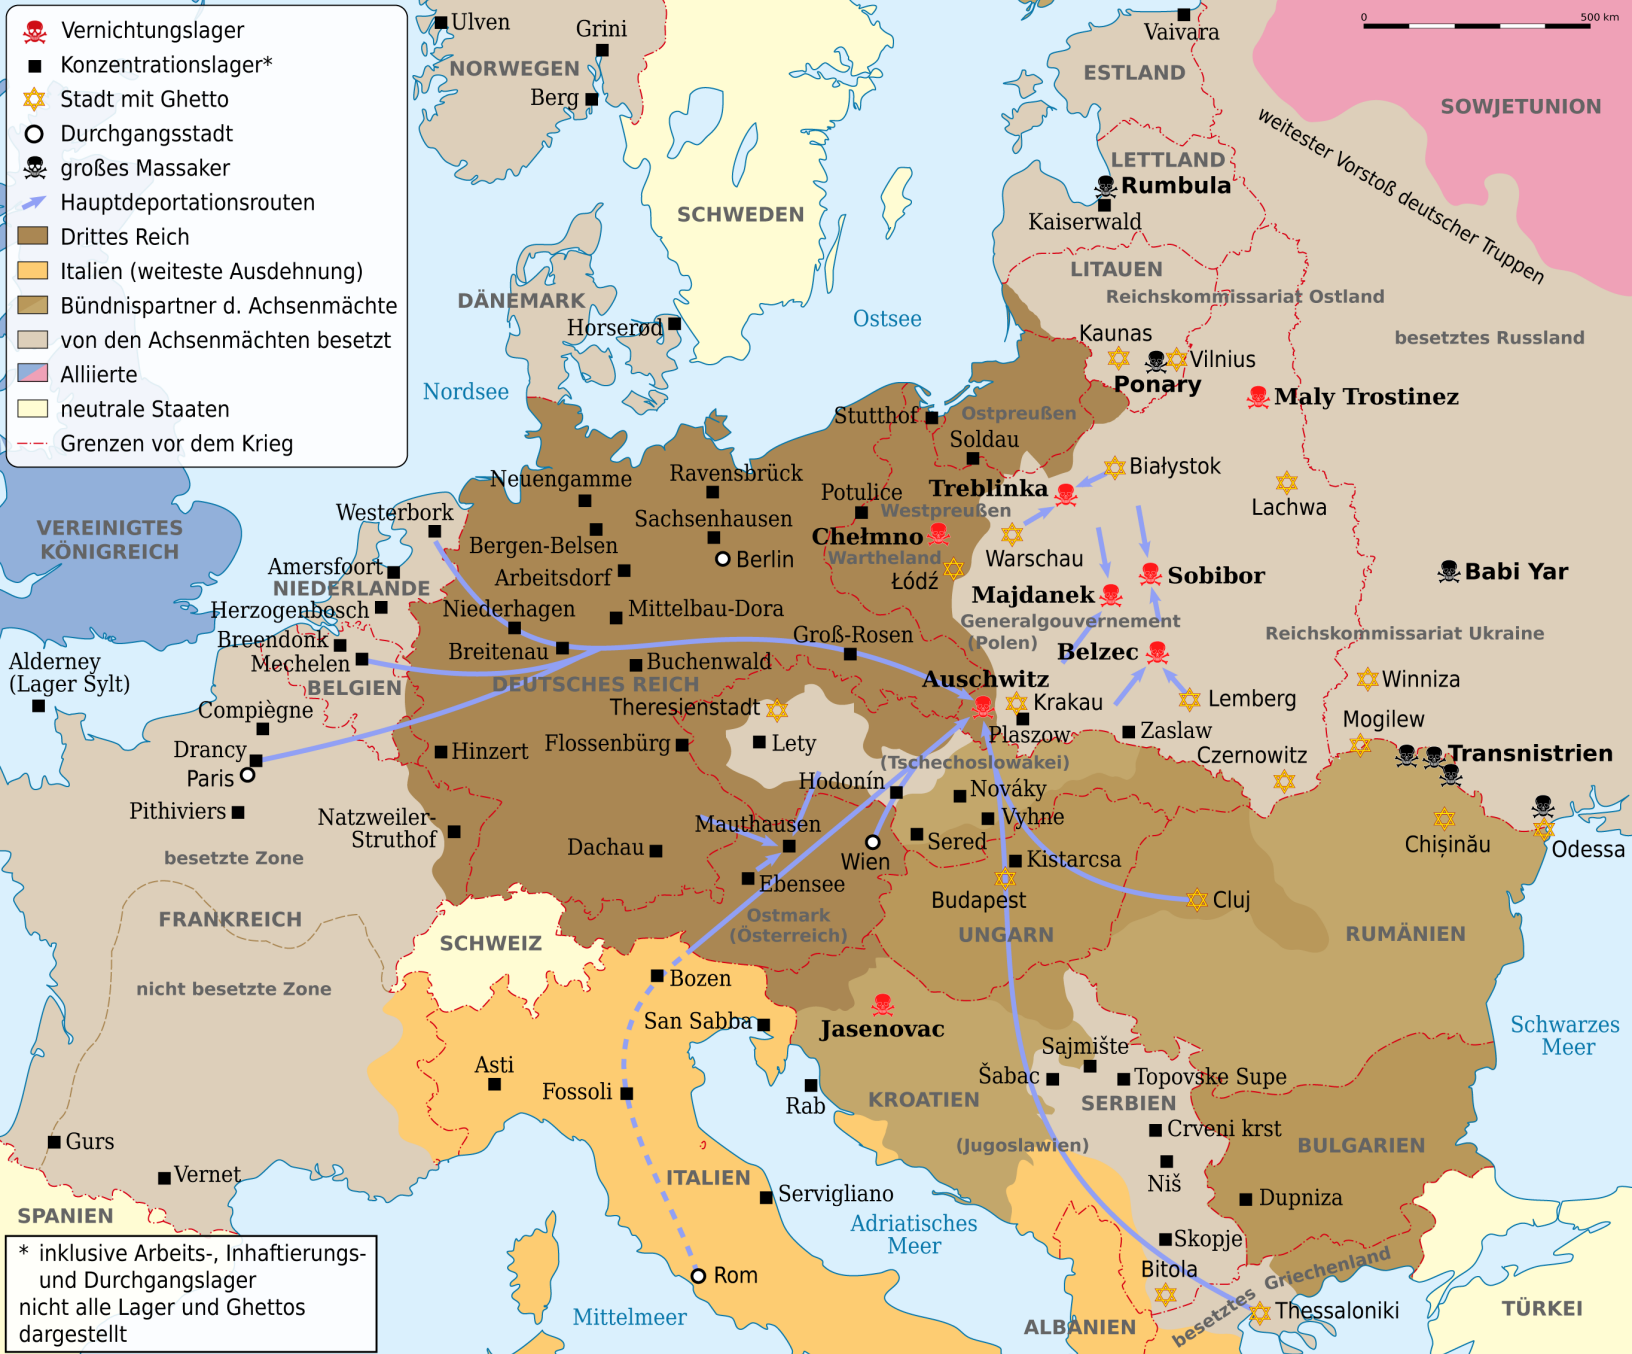 Vernichtungslager
Konzentrationslager*
Stadt mit Ghetto
Durchgangsstadt
großes Massaker
Hauptdeportationsrouten
Drittes Reich
Italien (weiteste Ausdehnung)
Bündnispartner d. Achsenmächte
von den Achsenmächten besetzt
Alliierte
neutrale Staaten
Grenzen vor dem Krieg
0
500 km
Ulven
Grini
NORWEGEN
Berg
Vaivara
ESTLAND
SOWJETUNION
weitester Vorstoß deutscher Truppen
LETTLAND
Rumbula
Kaiserwald
SCHWEDEN
LITAUEN
Reichskommissariat Ostland
DÄNEMARK
Horserød
Ostsee
Kaunas
Vilnius
Ponary
besetztes Russland
Nordsee
Maly Trostinez
Stutthof
Ostpreußen
Soldau
Białystok
Neuengamme
Ravensbrück
Potulice
Treblinka
Westpreußen
Lachwa
Westerbork
Sachsenhausen
Chełmno
Warschau
VEREINIGTES
KÖNIGREICH
Bergen-Belsen
Berlin
Wartheland
Łódź
Amersfoort
Arbeitsdorf
Sobibor
Babi Yar
NIEDERLANDE
Herzogenbosch
Niederhagen
Mittelbau-Dora
Majdanek
Generalgouvernement
(Polen)
Reichskommissariat Ukraine
Breendonk
Mechelen
Breitenau
Groß-Rosen
Belzec
Alderney
(Lager Sylt)
BELGIEN
Buchenwald
DEUTSCHES REICH
Auschwitz
Winniza
Compiègne
Theresienstadt
Krakau
Lemberg
Mogilew
Drancy
Paris
Hinzert
Flossenbürg
Lety
Plaszow
Zaslaw
Czernowitz
Transnistrien
(Tschechoslowakei)
Hodonín
Nováky
Pithiviers
Natzweiler-
Struthof
Mauthausen
Vyhne
Sered
Chișinău
Odessa
besetzte Zone
Dachau
Wien
Kistarcsa
Ebensee
Budapest
Cluj
FRANKREICH
SCHWEIZ
Ostmark
(Österreich)
UNGARN
RUMÄNIEN
nicht besetzte Zone
Bozen
San Sabba
Jasenovac
Schwarzes
Meer
Asti
Fossoli
Rab
Sajmište
Šabac
Topovske Supe
KROATIEN
SERBIEN
Crveni krst
(Jugoslawien)
BULGARIEN
Gurs
Vernet
ITALIEN
Servigliano
Niš
Dupniza
SPANIEN
Adriatisches
Meer
Skopje
Bitola
besetztes Griechenland
Rom
Mittelmeer
ALBANIEN
Thessaloniki
TÜRKEI
* inklusive Arbeits-, Inhaftierungs-
und Durchgangslager
nicht alle Lager und Ghettos
dargestellt